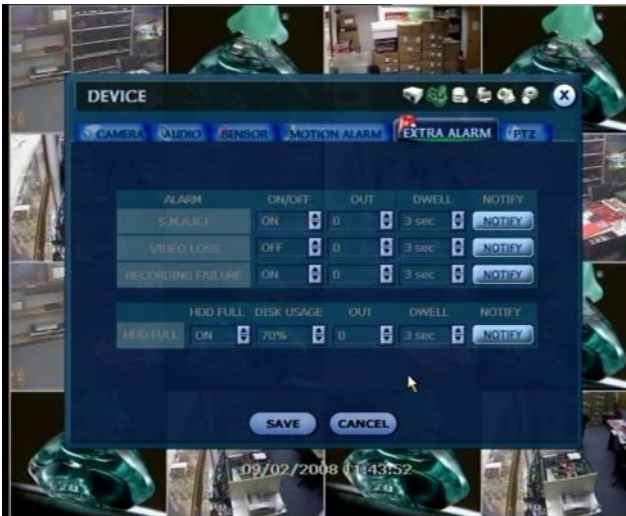 DEVICE
CAMERA AUDIO SENSOR MOTION ALARM EXTRA ALARM PTZ
ALARM ON/OFF OUT DWELL NOTIFY
S.M.A.R.T ON 0 3 sec NOTIFY
VIDEO LOSS OFF 0 3 sec NOTIFY
RECORDING FAILURE ON 0 3 sec NOTIFY
HDD FULL DISK USAGE OUT DWELL NOTIFY
HDD FULL ON 70% 0 3 sec NOTIFY
SAVE CANCEL
09/02/2008 11:43:52